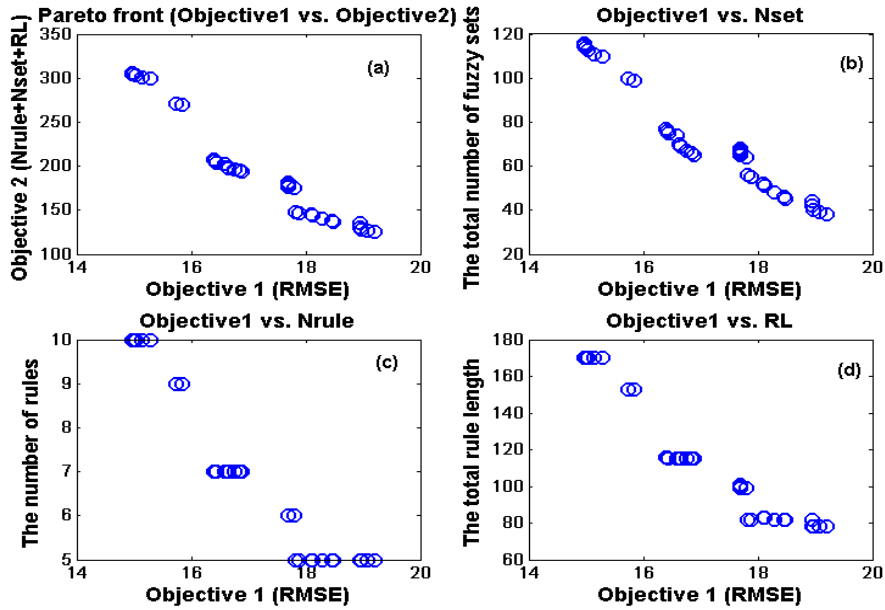 Pareto front (Objective1 vs. Objective2)
(a)
Objective 2 (Nrule+Nset+RL)
350
300
250
200
150
100
14 16 18 20
Objective 1 (RMSE)
Objective1 vs. Nset
(b)
The total number of fuzzy sets
120
100
80
60
40
20
14 16 18 20
Objective 1 (RMSE)
Objective1 vs. Nrule
(c)
The number of rules
10
9
8
7
6
5
14 16 18 20
Objective 1 (RMSE)
Objective1 vs. RL
(d)
The total rule length
180
160
140
120
100
80
60
14 16 18 20
Objective 1 (RMSE)